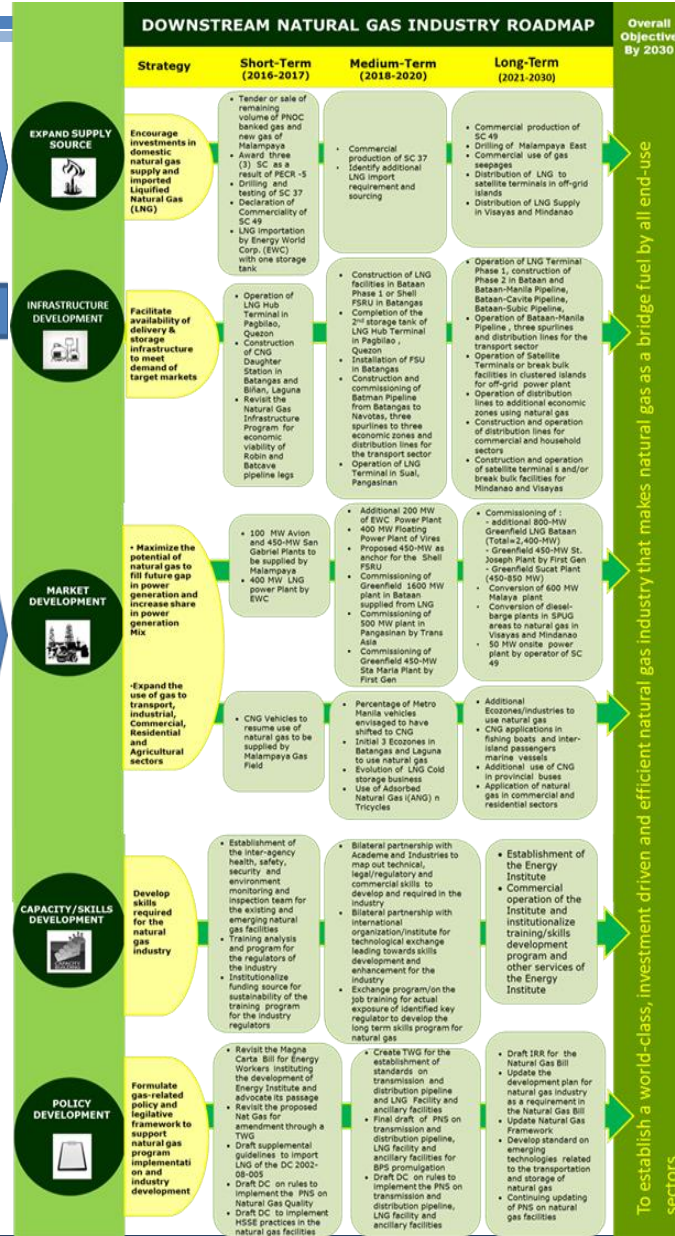 DOWNSTREAM NATURAL GAS INDUSTRY ROADMAP
Overall
Objective
By 2030
Strategy
Short-Term
(2016-2017)
Medium-Term
(2018-2020)
Long-Term
(2021-2030)
EXPAND SUPPLY
SOURCE
Encourage
investments in
domestic
natural gas
supply and
imported
Liquified
Natural Gas
(LNG)
• Tender or sale of
remaining
volume of PNOC
banked gas and
new gas of
Malampaya
• Award three
(3) SC as a
result of PECR -5
• Drilling and
testing of SC 37
• Declaration of
Commerciality of
SC 49
• LNG importation
by Energy World
Corp. (EWC)
with one storage
tank
• Commercial
production of SC 37
• Identify additional
LNG import
requirement and
sourcing
• Commercial production of
SC 49
• Drilling of Malampaya East
• Commercial use of gas
seepages
• Distribution of LNG to
satellite terminals in off-grid
islands
• Distribution of LNG Supply
in Visayas and Mindanao
INFRASTRUCTURE
DEVELOPMENT
Facilitate
availability of
delivery &
storage
infrastructure
to meet
demand of
target markets
• Operation of
LNG Hub
Terminal in
Pagbilao,
Quezon
• Construction
of CNG
Daughter
Station in
Batangas and
Biñan, Laguna
• Revisit the
Natural Gas
Infrastructure
Program for
economic
viability of
Robin and
Batcave
pipeline legs
• Construction of LNG
facilities in Bataan
Phase 1 or Shell
FSRU in Batangas
• Completion of the
2nd storage tank of
LNG Hub Terminal
in Pagbilao ,
Quezon
• Installation of FSU
in Batangas
• Construction and
commissioning of
Batman Pipeline
from Batangas to
Navotas, three
spurlines to three
economic zones and
distribution lines for
the transport sector
• Operation of LNG
Terminal in Sual,
Pangasinan
• Operation of LNG Terminal
Phase 1, construction of
Phase 2 in Bataan and
Bataan-Manila Pipeline,
Bataan-Cavite Pipeline,
Bataan-Subic Pipeline,
• Operation of Bataan-Manila
Pipeline , three spurlines
and distribution lines for the
transport sector
• Operation of Satellite
Terminals or break bulk
facilities in clustered islands
for off-grid power plant
• Operation of distribution
lines to additional economic
zones using natural gas
• Construction and operation
of distribution lines for
commercial and household
sectors
• Construction and operation
of satellite terminal s and/or
break bulk facilities for
Mindanao and Visayas
MARKET
DEVELOPMENT
• Maximize the
potential of
natural gas to
fill future gap
in power
generation and
increase share
in power
generation
Mix
• 100 MW Avion
and 450-MW San
Gabriel Plants to
be supplied by
Malampaya
• 400 MW LNG
power Plant by
EWC
• Additional 200 MW
of EWC Power Plant
• 400 MW Floating
Power Plant of Vires
• Proposed 450-MW as
anchor for the Shell
FSRU
• Commissioning of
Greenfield 1600 MW
plant in Bataan
supplied from LNG
• Commissioning of
500 MW plant in
Pangasinan by Trans
Asia
• Commissioning of
Greenfield 450-MW
Sta Maria Plant by
First Gen
• Commissioning of :
- additional 800-MW
Greenfield LNG Bataan
(Total=2,400-MW)
- Greenfield 450-MW St.
Joseph Plant by First Gen
- Greenfield Sucat Plant
(450-850 MW)
• Conversion of 600 MW
Malaya plant
• Conversion of diesel-
barge plants in SPUG
areas to natural gas in
Visayas and Mindanao
• 50 MW onsite power
plant by operator of SC
49
•Expand the
use of gas to
transport,
industrial,
Commercial,
Residential
and
Agricultural
sectors
• CNG Vehicles to
resume use of
natural gas to be
supplied by
Malampaya Gas
Field
• Percentage of Metro
Manila vehicles
envisaged to have
shifted to CNG
• Initial 3 Ecozones in
Batangas and Laguna
to use natural gas
• Evolution of LNG Cold
storage business
• Use of Adsorbed
Natural Gas i(ANG) n
Tricycles
• Additional
Ecozones/industries to
use natural gas
• CNG applications in
fishing boats and inter-
island passengers
marine vessels
• Additional use of CNG
in provincial buses
• Application of natural
gas in commercial and
residential sectors
CAPACITY/SKILLS
DEVELOPMENT
CAPACITY
BUILDING
Develop
skills
required
for the
natural
gas
industry
• Establishment of
the inter-agency
health, safety,
security and
environment
monitoring and
inspection team for
the existing and
emerging natural
gas facilities
• Training analysis
and program for
the regulators of
the industry
• Institutionalize
funding source for
sustainability of the
training program
for the industry
regulators
• Bilateral partnership with
Academe and Industries to
map out technical,
legal/regulatory and
commercial skills to
develop and required in the
industry
• Bilateral partnership with
international
organization/institute for
technological exchange
leading towards skills
development and
enhancement for the
industry
• Exchange program/on the
job training for actual
exposure of identified key
regulator to develop the
long term skills program for
natural gas
• Establishment of
the Energy
Institute
• Commercial
operation of the
Institute and
institutionalize
training/skills
development
program and
other services of
the Energy
Institute
POLICY
DEVELOPMENT
Formulate
gas-related
policy and
legilative
framework to
support
natural gas
program
implementati
on and
industry
development
• Revisit the Magna
Carta Bill for Energy
Workers instituting
the development of
Energy Institute and
advocate its passage
• Revisit the proposed
Nat Gas for
amendment through a
TWG
• Draft supplemental
guidelines to import
LNG of the DC 2002-
08-005
• Draft DC on rules to
implement the PNS on
Natural Gas Quality
• Draft DC to implement
HSSE practices in the
natural gas facilities
• Create TWG for the
establishment of
standards on
transmission and
distribution pipeline
and LNG Facility and
ancillary facilities
• Final draft of PNS on
transmission and
distribution pipeline,
LNG facility and
ancillary facilities for
BPS promulgation
• Draft DC on rules to
implement the PNS on
transmission and
distribution pipeline,
LNG facility and
ancillary facilities
• Draft IRR for the
Natural Gas Bill
• Update the
development plan for
natural gas industry
as a requirement in
the Natural Gas Bill
• Update Natural Gas
Framework
• Develop standard on
emerging
technologies related
to the transportation
and storage of
natural gas
• Continuing updating
of PNS on natural
gas facilities
To establish a world-class, investment driven and efficient natural gas industry that makes natural gas as a bridge fuel by all end-use
sectors